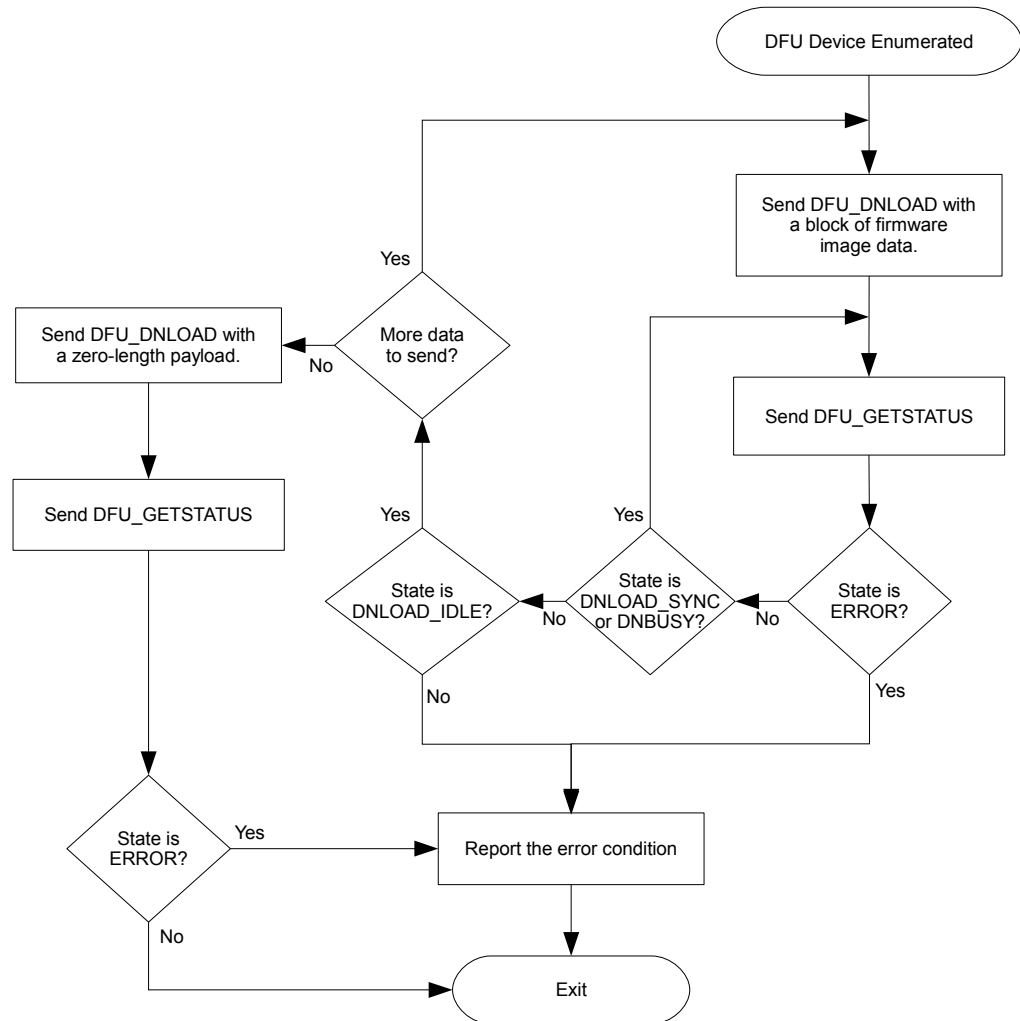 DFU Device Enumerated
Send DFU_DNLOAD with
a block of firmware
image data.
Yes
Send DFU_DNLOAD with
a zero-length payload.
No
More data
to send?
Send DFU_GETSTATUS
Send DFU_GETSTATUS
Yes
Yes
State is
DNLOAD_IDLE?
No
State is
DNLOAD_SYNC
or DNBUSY?
No
State is
ERROR?
No
Yes
State is
ERROR?
Yes
Report the error condition
No
Exit